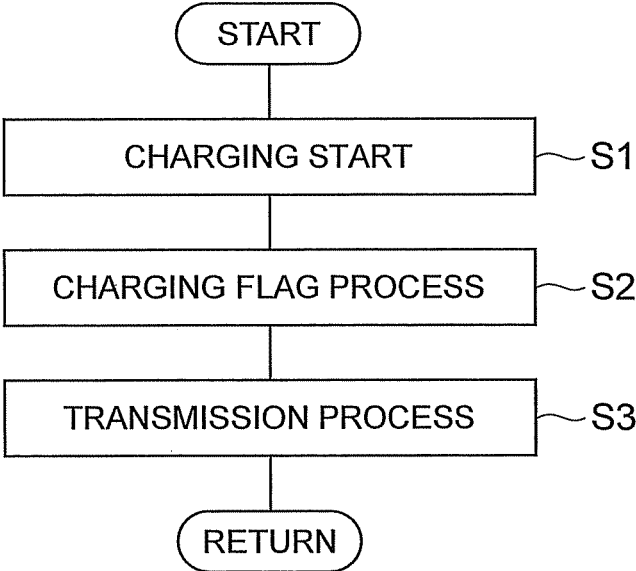 START
CHARGING START
S1
CHARGING FLAG PROCESS
S2
TRANSMISSION PROCESS
S3
RETURN